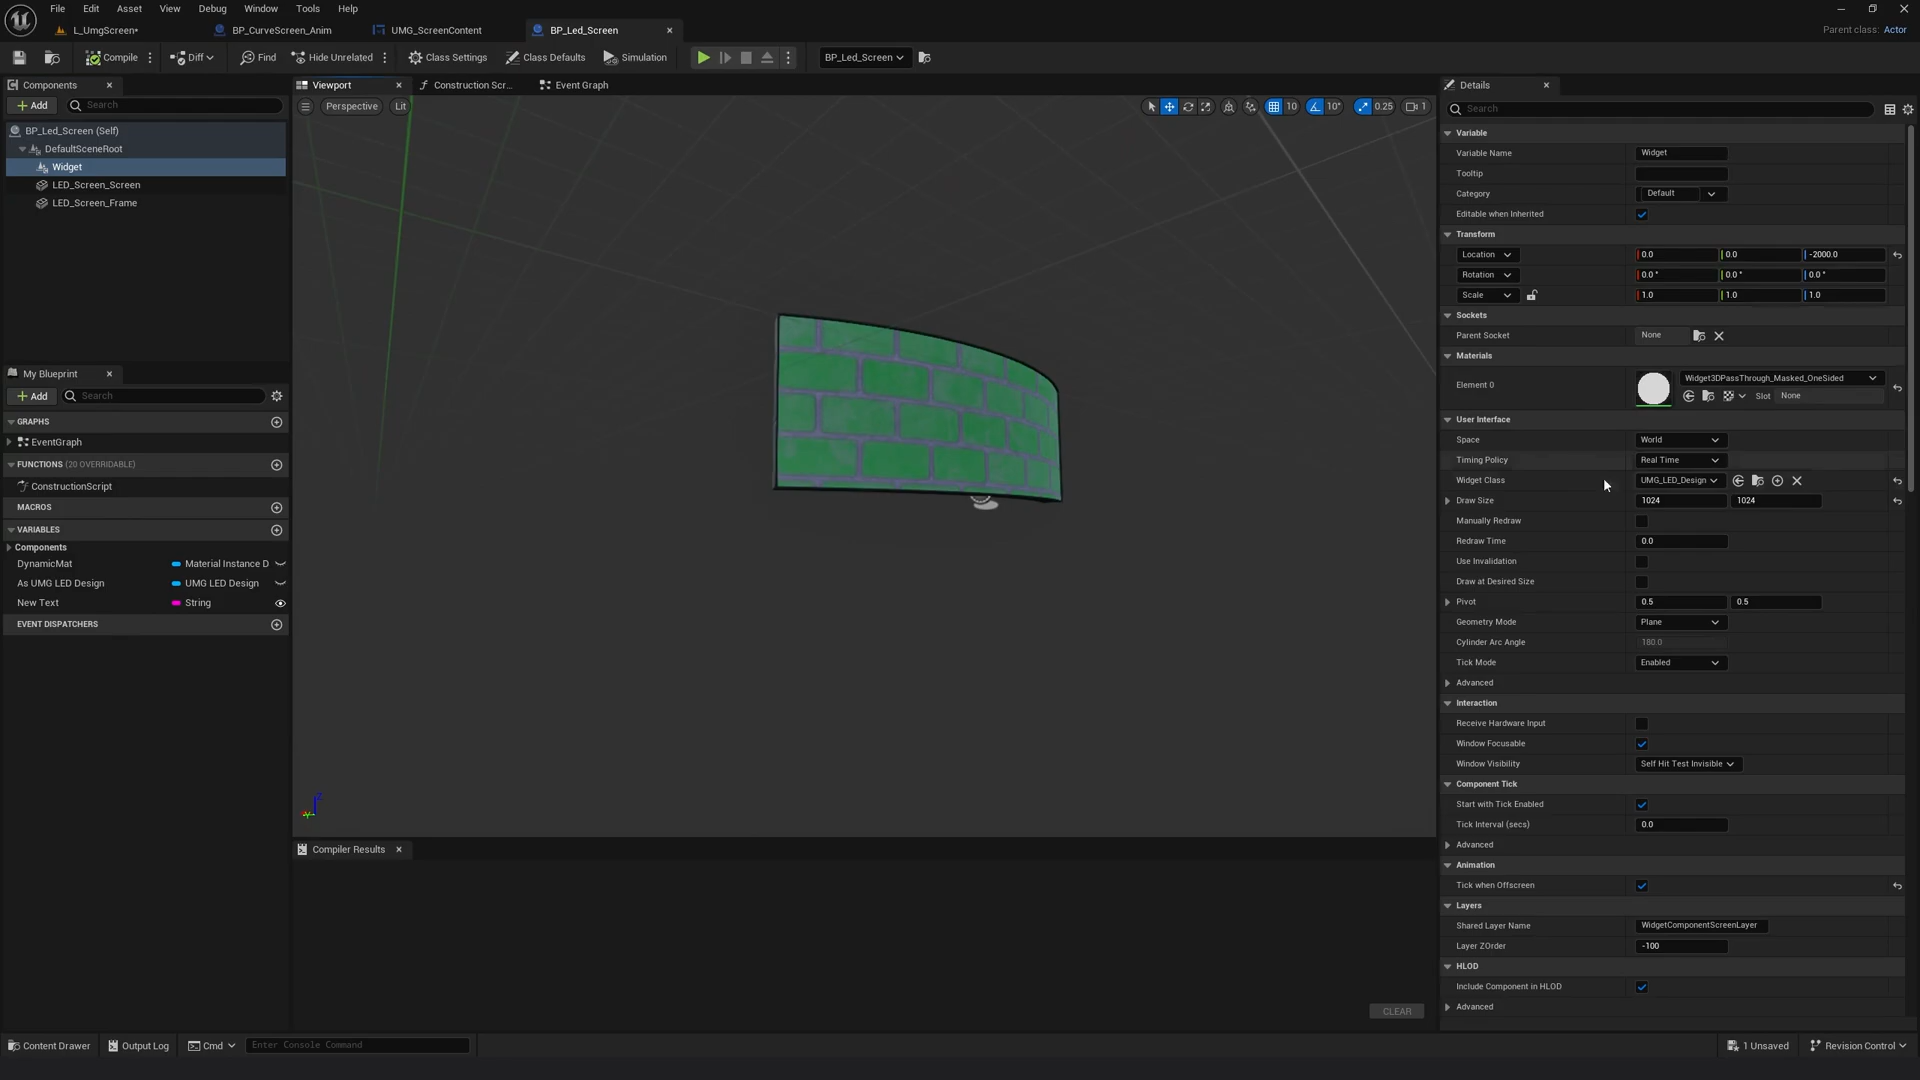 File Edit Asset View Debug Window Tools Help
L_UmgScreen* BP_CurveScreen_Anim UMG_ScreenContent BP_Led_Screen Parent class: Actor
Compile Diff Find Hide Unrelated Class Settings Class Defaults Simulation BP_Led_Screen
Components
Add Search
BP_Led_Screen (Self)
DefaultSceneRoot
Widget
LED_Screen_Screen
LED_Screen_Frame
My Blueprint
Add Search
GRAPHS
EventGraph
FUNCTIONS (20 OVERRIDABLE)
ConstructionScript
MACROS
VARIABLES
Components
DynamicMat Material Instance D
As UMG LED Design UMG LED Design
New Text String
EVENT DISPATCHERS
Viewport Construction Scr... Event Graph
Perspective Lit 10 10° 0.25 1
Z
Y
Compiler Results
CLEAR
Details
Search
Variable
Variable Name Widget
Tooltip
Category Default
Editable when Inherited
Transform
Location 0.0 0.0 -2000.0
Rotation 0.0° 0.0° 0.0°
Scale 1.0 1.0 1.0
Sockets
Parent Socket None
Materials
Element 0 Widget3DPassThrough_Masked_OneSided
Slot None
User Interface
Space World
Timing Policy Real Time
Widget Class UMG_LED_Design
Draw Size 1024 1024
Manually Redraw
Redraw Time 0.0
Use Invalidation
Draw at Desired Size
Pivot 0.5 0.5
Geometry Mode Plane
Cylinder Arc Angle 180.0
Tick Mode Enabled
Advanced
Interaction
Receive Hardware Input
Window Focusable
Window Visibility Self Hit Test Invisible
Component Tick
Start with Tick Enabled
Tick Interval (secs) 0.0
Advanced
Animation
Tick when Offscreen
Layers
Shared Layer Name WidgetComponentScreenLayer
Layer ZOrder -100
HLOD
Include Component in HLOD
Advanced
Content Drawer Output Log Cmd Enter Console Command 1 Unsaved Revision Control